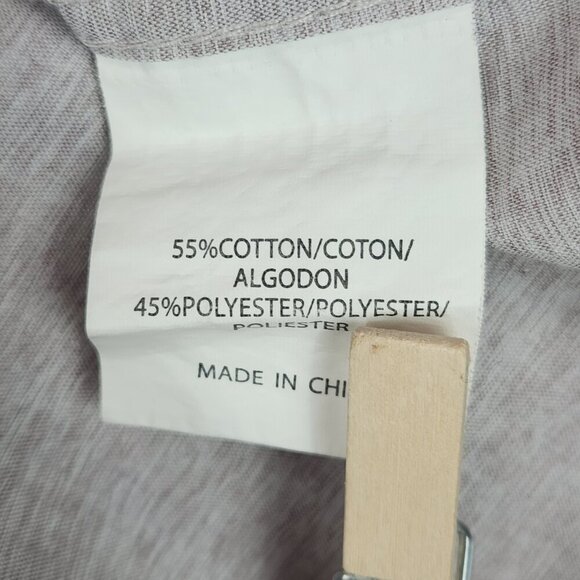 55%COTTON/COTON/
ALGODON
45%POLYESTER/POLYESTER/
POLIESTER
MADE IN CHI